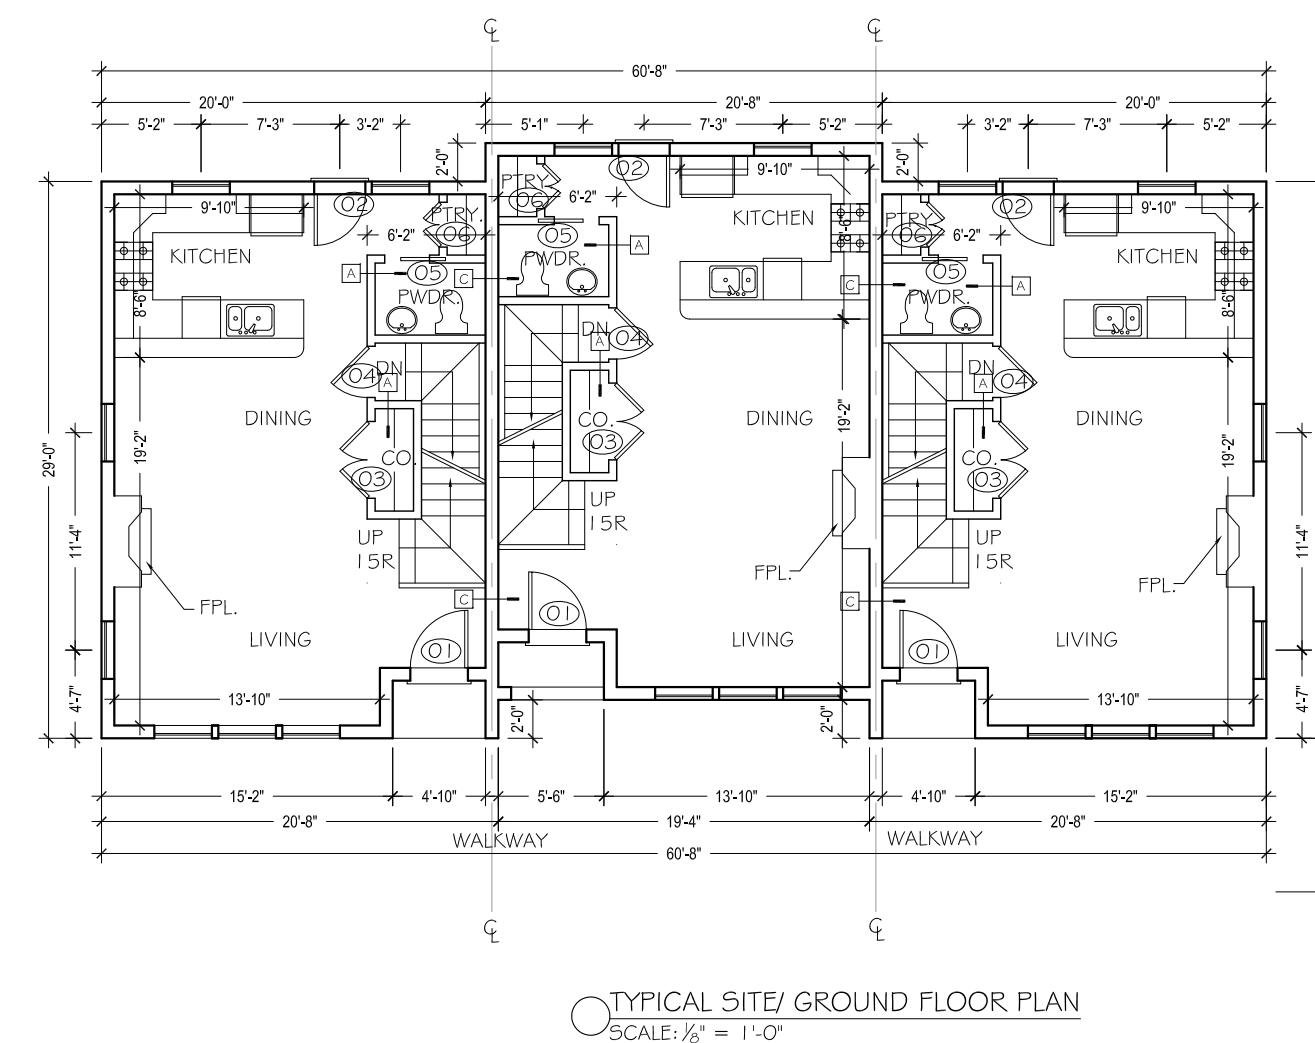 ℄ ℄
60'-8"
20'-0" 20'-8" 20'-0"
5'-2" 7'-3" 3'-2" 5'-1" 7'-3" 5'-2" 3'-2" 7'-3" 5'-2"
2'-0" 2'-0"
02 9'-10" 02
PTRY. 06 6'-2"
9'-10" 02 PTRY. 06 KITCHEN 8'-6" PTRY. 06 9'-10"
6'-2" 05 A 6'-2"
KITCHEN PWDR. KITCHEN
A 05 C C 05 A
PWDR. PWDR.
8'-6" 8'-6"
DN 04
A
04 DN DN 04
A A
DINING CO. DINING DINING
03 19'-2"
29'-0" 19'-2" CO. CO. 19'-2"
03 03
UP
15R
UP UP
15R 15R
11'-4" 11'-4"
FPL. FPL.
FPL. C C
01
LIVING LIVING LIVING
01 01
4'-7" 13'-10" 13'-10" 4'-7"
2'-0" 2'-0"
15'-2" 4'-10" 5'-6" 13'-10" 4'-10" 15'-2"
20'-8" 19'-4" 20'-8"
WALKWAY WALKWAY
60'-8"
℄ ℄
TYPICAL SITE/ GROUND FLOOR PLAN
SCALE: 1/8" = 1'-0"